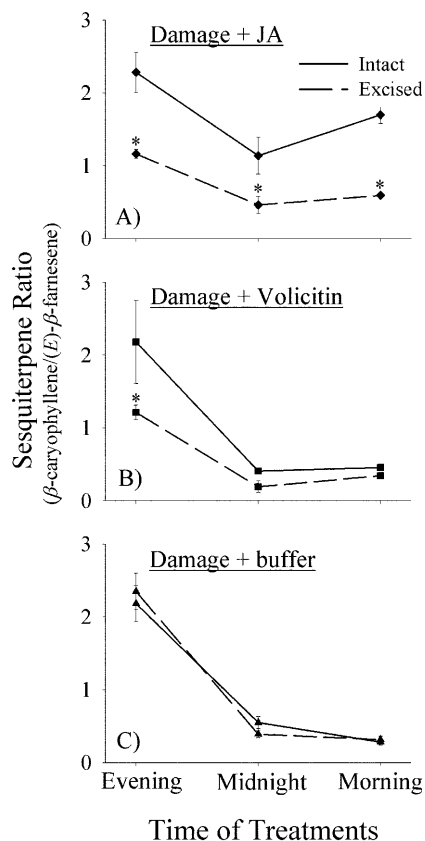 3
Damage + JA
Intact
Excised
2
*
1
*
*
A)
0
3
Damage + Volicitin
2
*
1
B)
0
3
Damage + buffer
2
1
C)
0
Evening Midnight Morning
Time of Treatments
Sesquiterpene Ratio
(β-caryophyllene/(E)-β-farnesene)